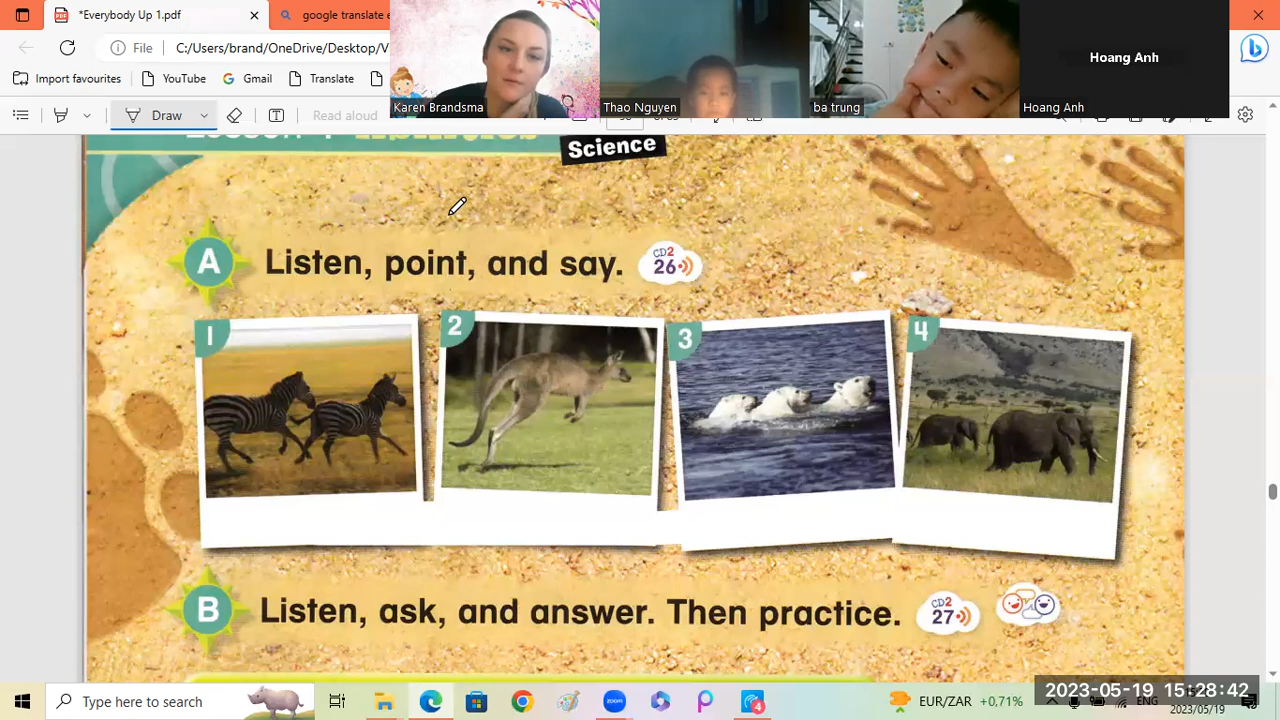 *Everybody Up 1.pdf
google translate e
File
C:/Users/brand/OneDrive/Desktop/V
Import favourites
YouTube
Gmail
Translate
Karen Brandsma
Thao Nguyen
ba trung
Hoang Anh
Hoang Anh
Draw
Read aloud
Science
A Listen, point, and say. CD2 26
1
2
3
4
B Listen, ask, and answer. Then practice. CD2 27
Type here to search
4
EUR/ZAR +0,71%
ENG
2023-05-19 15:28:42
2023/05/19